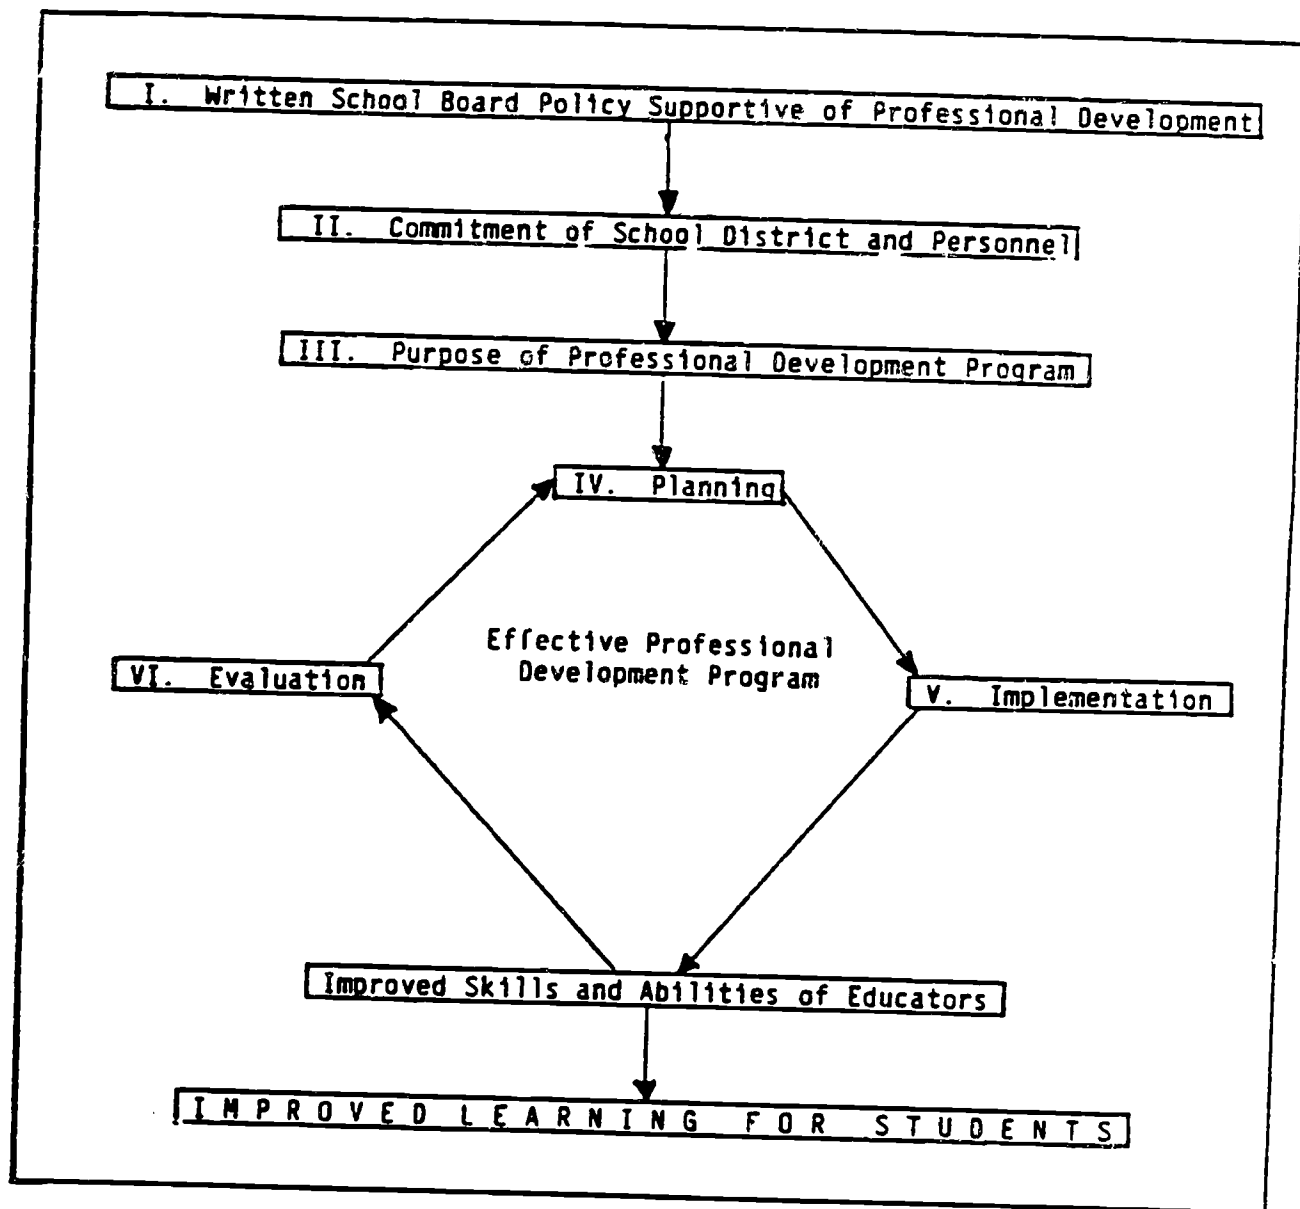 I. Written School Board Policy Supportive of Professional Development
II. Commitment of School District and Personnel
III. Purpose of Professional Development Program
IV. Planning
Effective Professional
Development Program
VI. Evaluation
V. Implementation
Improved Skills and Abilities of Educators
IMPROVED LEARNING FOR STUDENTS